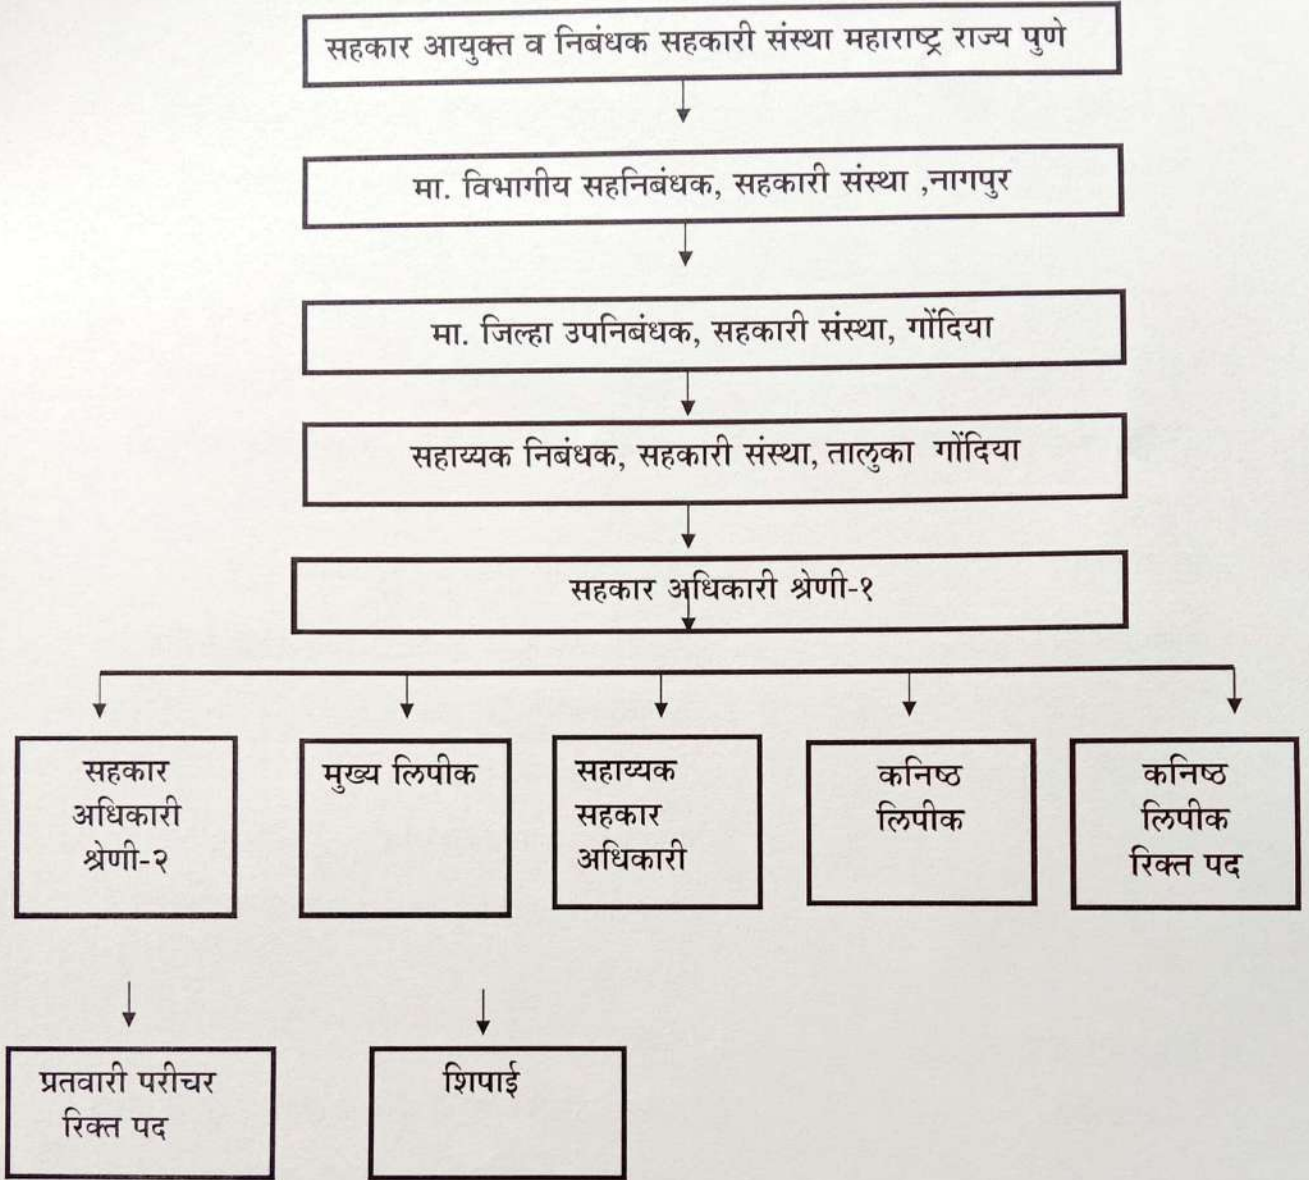 सहकार आयुक्त व निबंधक सहकारी संस्था महाराष्ट्र राज्य पुणे
मा. विभागीय सहनिबंधक, सहकारी संस्था ,नागपुर
मा. जिल्हा उपनिबंधक, सहकारी संस्था, गोंदिया
सहाय्यक निबंधक, सहकारी संस्था, तालुका गोंदिया
सहकार अधिकारी श्रेणी-१
सहकार
अधिकारी
श्रेणी-२
मुख्य लिपीक
सहाय्यक
सहकार
अधिकारी
कनिष्ठ
लिपीक
कनिष्ठ
लिपीक
रिक्त पद
प्रतवारी परीचर
रिक्त पद
शिपाई